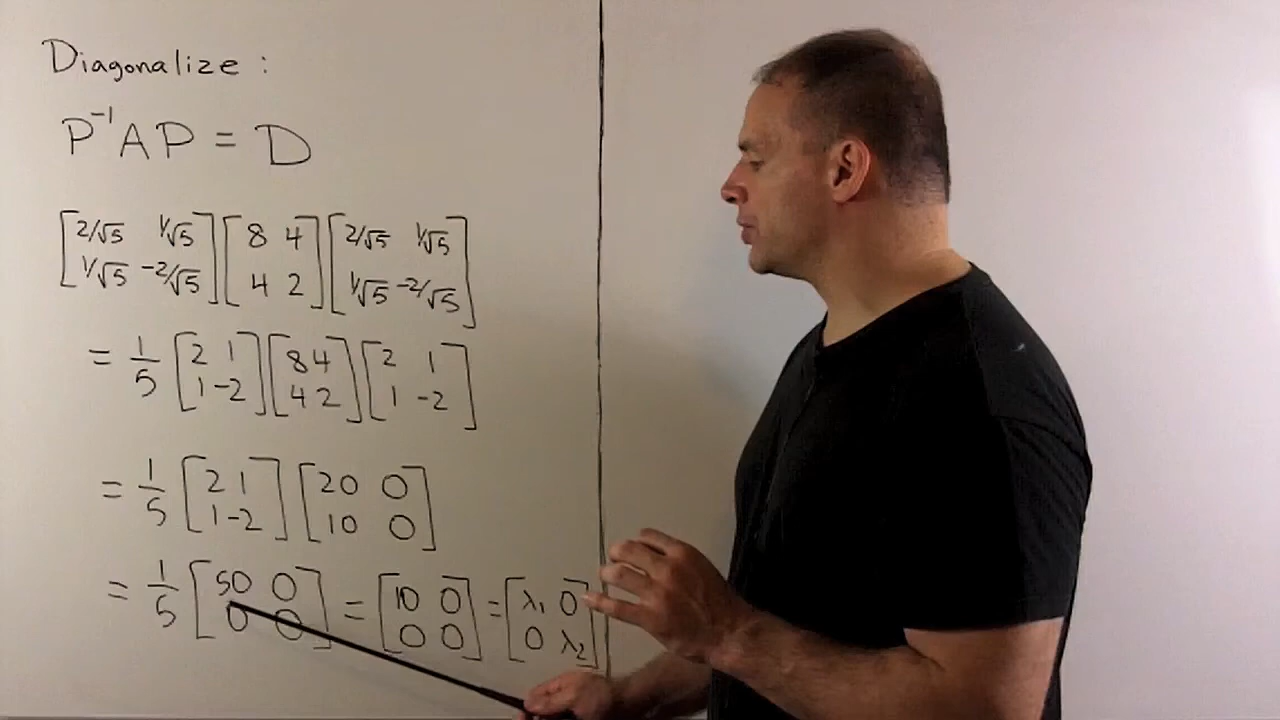 Diagonalize :
P⁻¹AP = D
[2/√5 1/√5; 1/√5 -2/√5] [8 4; 4 2] [2/√5 1/√5; 1/√5 -2/√5]
= 1/5 [2 1; 1 -2] [8 4; 4 2] [2 1; 1 -2]
= 1/5 [2 1; 1 -2] [20 0; 10 0]
= 1/5 [50 0; 0 0] = [10 0; 0 0] = [λ₁ 0; 0 λ₂]